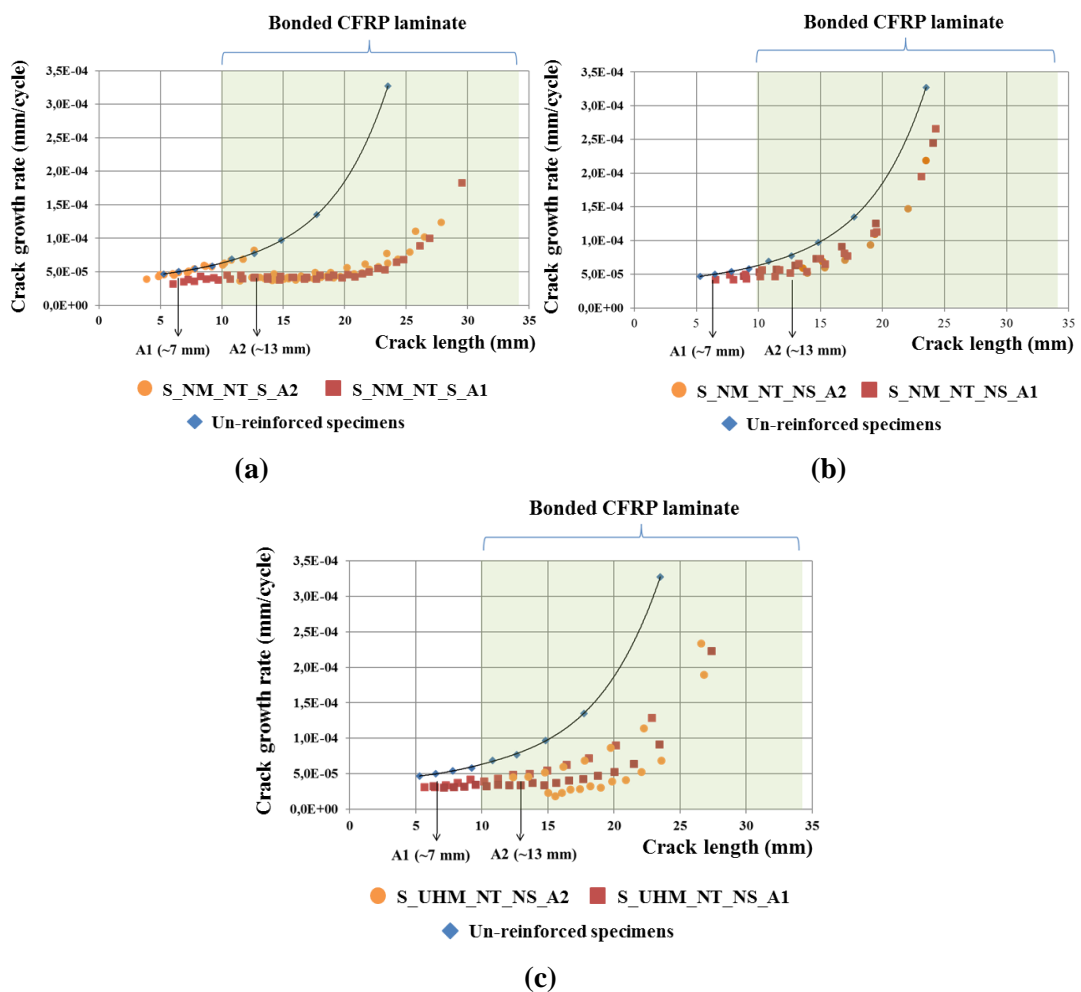 Bonded CFRP laminate
Crack growth rate (mm/cycle)
3,5E-04
3,0E-04
2,5E-04
2,0E-04
1,5E-04
1,0E-04
5,0E-05
0,0E+00
0 5 10 15 20 25 30 35
A1 (~7 mm) A2 (~13 mm) Crack length (mm)
S_NM_NT_S_A2 S_NM_NT_S_A1
Un-reinforced specimens
(a)
Bonded CFRP laminate
Crack growth rate (mm/cycle)
3,5E-04
3,0E-04
2,5E-04
2,0E-04
1,5E-04
1,0E-04
5,0E-05
0,0E+00
0 5 10 15 20 25 30 35
A1 (~7 mm) A2 (~13 mm) Crack length (mm)
S_NM_NT_NS_A2 S_NM_NT_NS_A1
Un-reinforced specimens
(b)
Bonded CFRP laminate
Crack growth rate (mm/cycle)
3,5E-04
3,0E-04
2,5E-04
2,0E-04
1,5E-04
1,0E-04
5,0E-05
0,0E+00
0 5 10 15 20 25 30 35
A1 (~7 mm) A2 (~13 mm) Crack length (mm)
S_UHM_NT_NS_A2 S_UHM_NT_NS_A1
Un-reinforced specimens
(c)